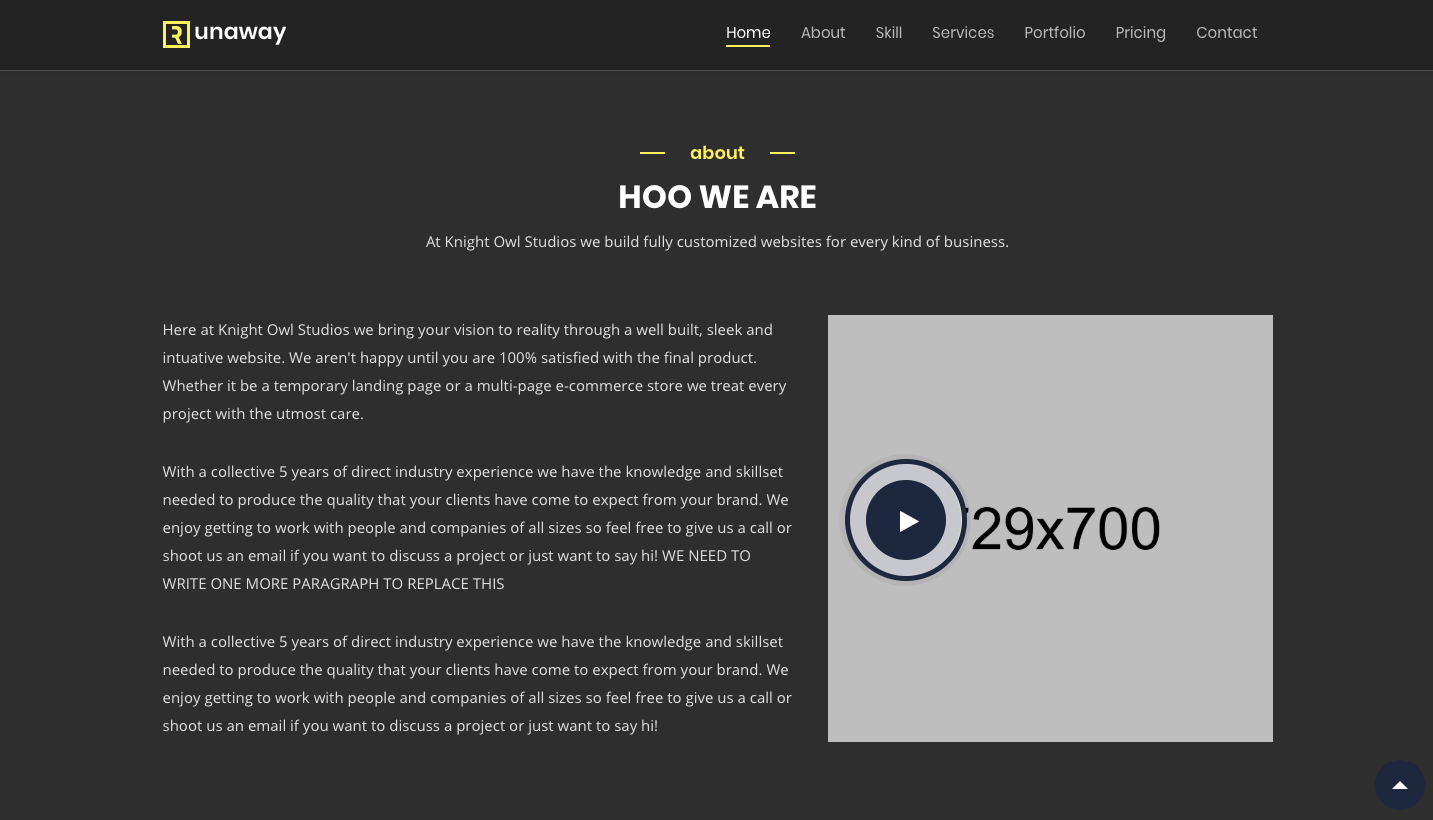 Runaway
Home About Skill Services Portfolio Pricing Contact
about
HOO WE ARE
At Knight Owl Studios we build fully customized websites for every kind of business.
Here at Knight Owl Studios we bring your vision to reality through a well built, sleek and
intuative website. We aren't happy until you are 100% satisfied with the final product.
Whether it be a temporary landing page or a multi-page e-commerce store we treat every
project with the utmost care.
With a collective 5 years of direct industry experience we have the knowledge and skillset
needed to produce the quality that your clients have come to expect from your brand. We
enjoy getting to work with people and companies of all sizes so feel free to give us a call or
shoot us an email if you want to discuss a project or just want to say hi! WE NEED TO
WRITE ONE MORE PARAGRAPH TO REPLACE THIS
With a collective 5 years of direct industry experience we have the knowledge and skillset
needed to produce the quality that your clients have come to expect from your brand. We
enjoy getting to work with people and companies of all sizes so feel free to give us a call or
shoot us an email if you want to discuss a project or just want to say hi!
29x700